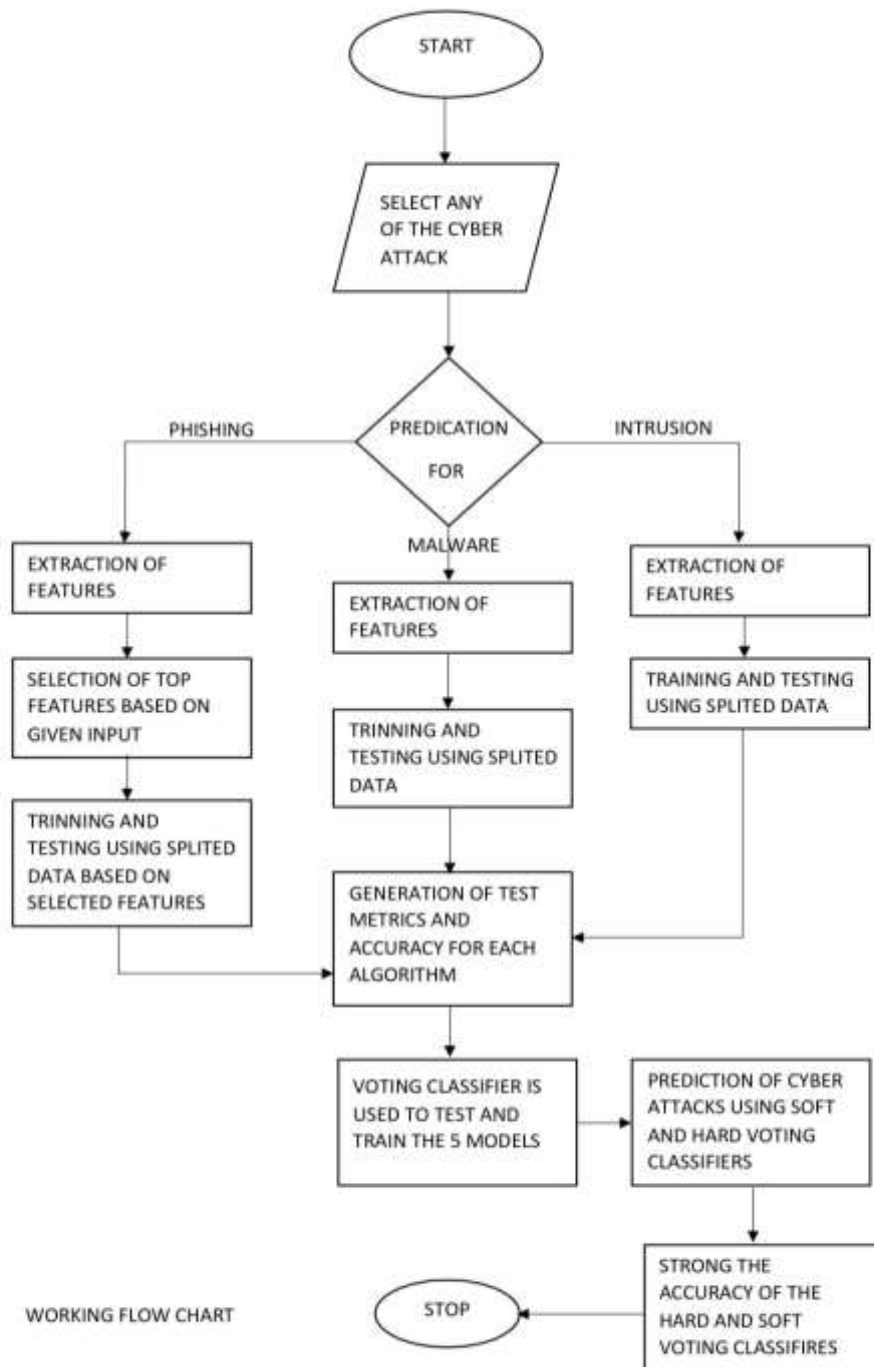 START
SELECT ANY
OF THE CYBER
ATTACK
PHISHING
PREDICATION
FOR
INTRUSION
MALWARE
EXTRACTION OF
FEATURES
SELECTION OF TOP
FEATURES BASED ON
GIVEN INPUT
TRINNING AND
TESTING USING SPLITED
DATA BASED ON
SELECTED FEATURES
EXTRACTION OF
FEATURES
TRINNING AND
TESTING USING SPLITED
DATA
EXTRACTION OF
FEATURES
TRAINING AND TESTING
USING SPLITED DATA
GENERATION OF TEST
METRICS AND
ACCURACY FOR EACH
ALGORITHM
VOTING CLASSIFIER IS
USED TO TEST AND
TRAIN THE 5 MODELS
PREDICTION OF CYBER
ATTACKS USING SOFT
AND HARD VOTING
CLASSIFIERS
STRONG THE
ACCURACY OF THE
HARD AND SOFT
VOTING CLASSIFIRES
STOP
WORKING FLOW CHART